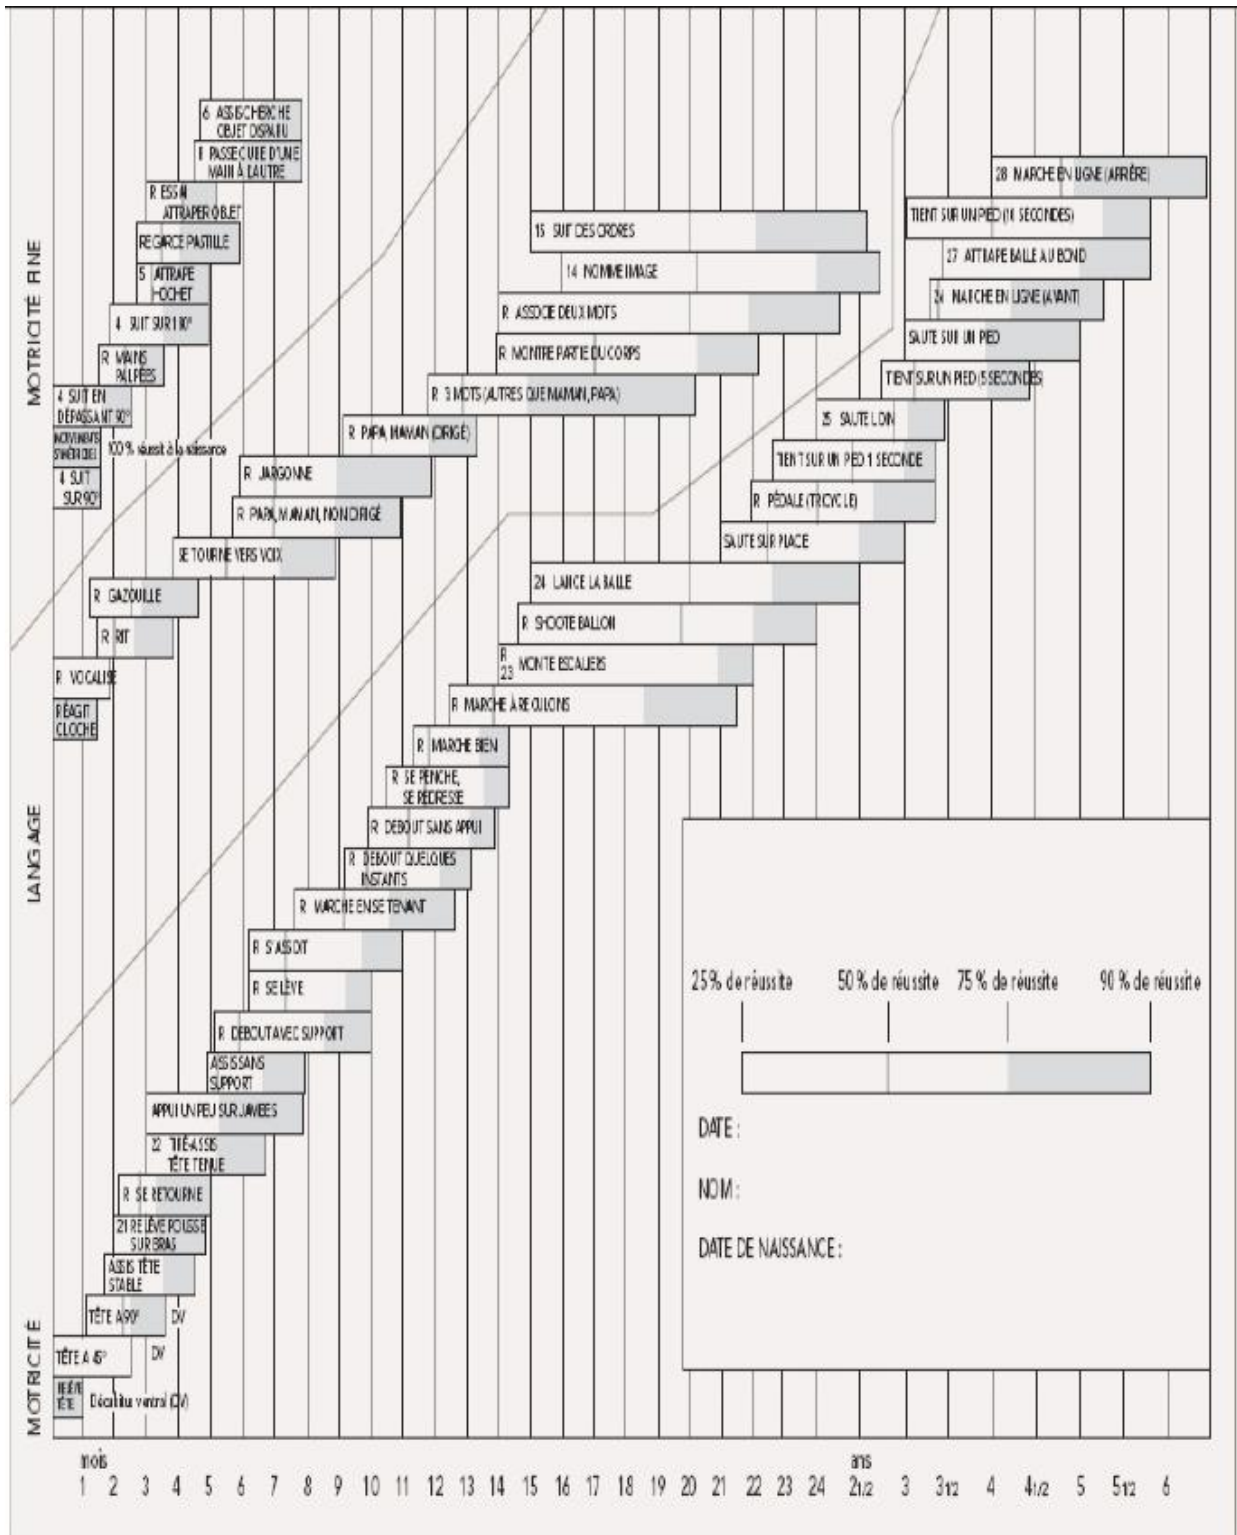 MOTRICITÉ FINE
6 ASSIS CHERCHE
OBJET DISPARU
R PASSE CUBE D'UNE
MAIN À L'AUTRE
R ESSAI
ATTRAPER OBJET
REGARDE PASTILLE
5 ATTRAPE
HOCHET
4 SUIT SUR 180°
R MAINS
PALPÉES
4 SUIT EN
DÉPASSANT 90°
MOUVEMENTS
SYMÉTRIQUES
100 % réussit à la naissance
4 SUIT
SUR 90°
LANGAGE
15 SUIT DES ORDRES
14 NOMME IMAGE
R ASSOCIE DEUX MOTS
R MONTRE PARTIE DU CORPS
R 3 MOTS (AUTRES QUE MAMAN, PAPA)
R PAPA, MAMAN (DIRIGÉ)
R JARGONNE
R PAPA, MAMAN, NON DIRIGÉ
SE TOURNE VERS VOIX
R GAZOUILLE
R RIT
R VOCALISE
RÉAGIT
CLOCHE
MOTRICITÉ
28 MARCHE EN LIGNE (ARRIÈRE)
TIENT SUR UN PIED (10 SECONDES)
27 ATTRAPE BALLE AU BOND
26 MARCHE EN LIGNE (AVANT)
SAUTE SUR UN PIED
TIENT SUR UN PIED (5 SECONDES)
25 SAUTE LOIN
TIENT SUR UN PIED 1 SECONDE
R PÉDALE (TRICYCLE)
SAUTE SUR PLACE
24 LANCE LA BALLE
R SHOOTE BALLON
R
23 MONTE ESCALIERS
R MARCHE À RECULONS
R MARCHE BIEN
R SE PENCHE,
SE REDRESSE
R DEBOUT SANS APPUI
R DEBOUT QUELQUES
INSTANTS
R MARCHE EN SE TENANT
R S'ASSOIT
R SE LÈVE
R DEBOUT AVEC SUPPORT
ASSIS SANS
SUPPORT
APPUI UN PEU SUR JAMBES
22 TIRÉ-ASSIS
TÊTE TENUE
R SE RETOURNE
21 RELÈVE POUSSE
SUR BRAS
ASSIS TÊTE
STABLE
TÊTE A 90° DV
TÊTE A 45° DV
RELÈVE
TÊTE
Décubitus ventral (DV)
25 % de réussite 50 % de réussite 75 % de réussite 90 % de réussite
DATE :
NOM :
DATE DE NAISSANCE :
mois ans
1 2 3 4 5 6 7 8 9 10 11 12 13 14 15 16 17 18 19 20 21 22 23 24 2 1/2 3 3 1/2 4 4 1/2 5 5 1/2 6